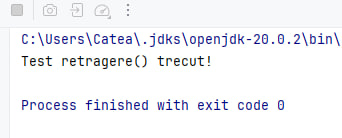 C:\Users\Catea\.jdks\openjdk-20.0.2\bin\
Test retragere() trecut!
Process finished with exit code 0